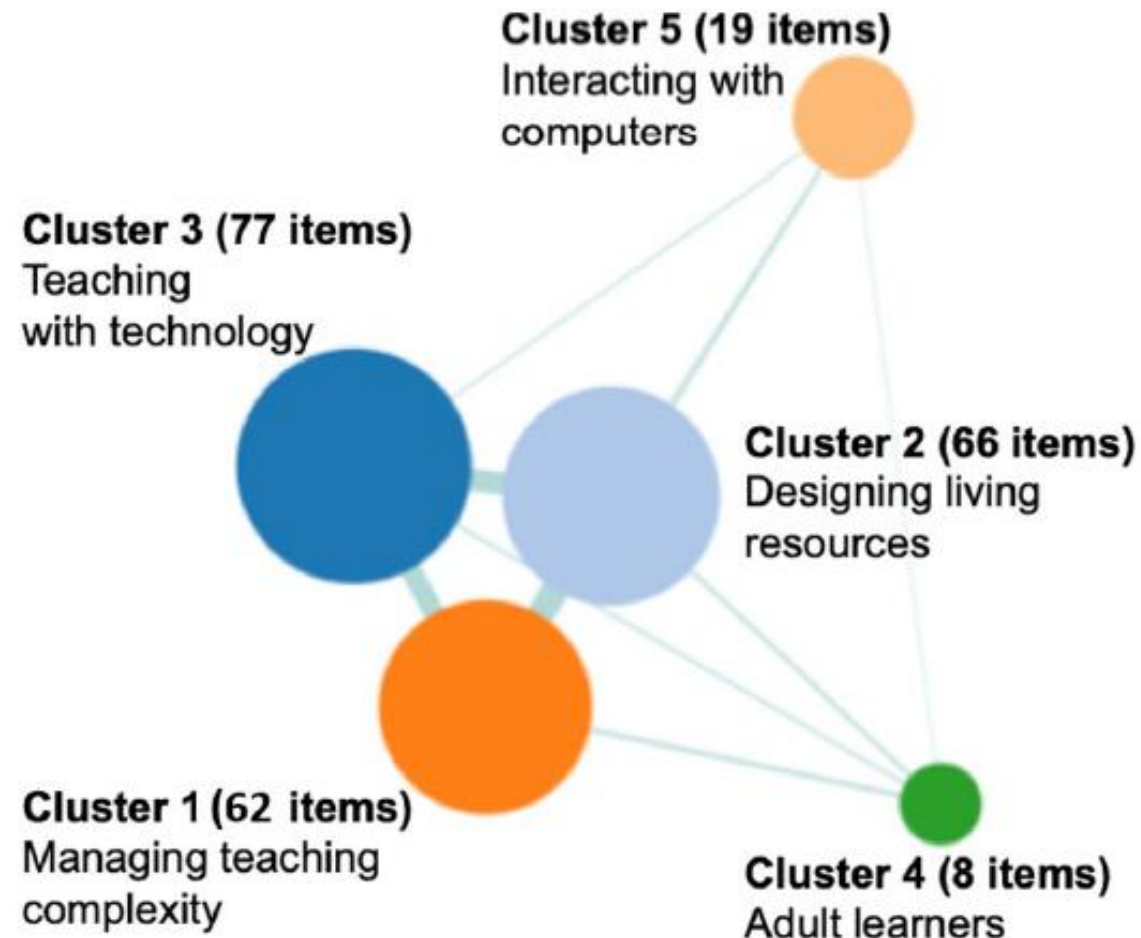 Cluster 5 (19 items)
Interacting with
computers
Cluster 3 (77 items)
Teaching
with technology
Cluster 2 (66 items)
Designing living
resources
Cluster 1 (62 items)
Managing teaching
complexity
Cluster 4 (8 items)
Adult learners